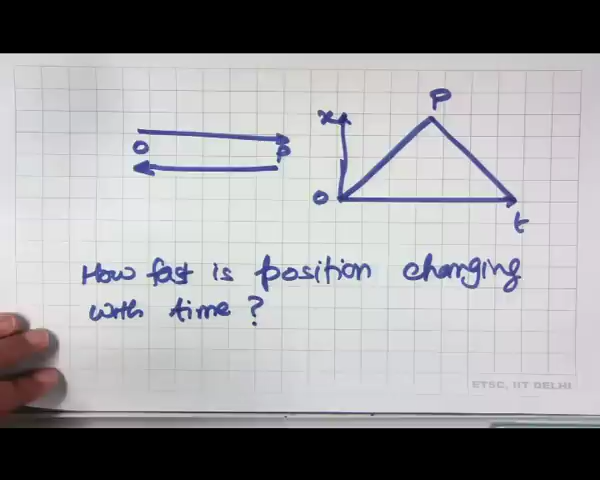 P
x
O
P
O
t
How fast is position changing
with time?
ETSC, IIT DELHI